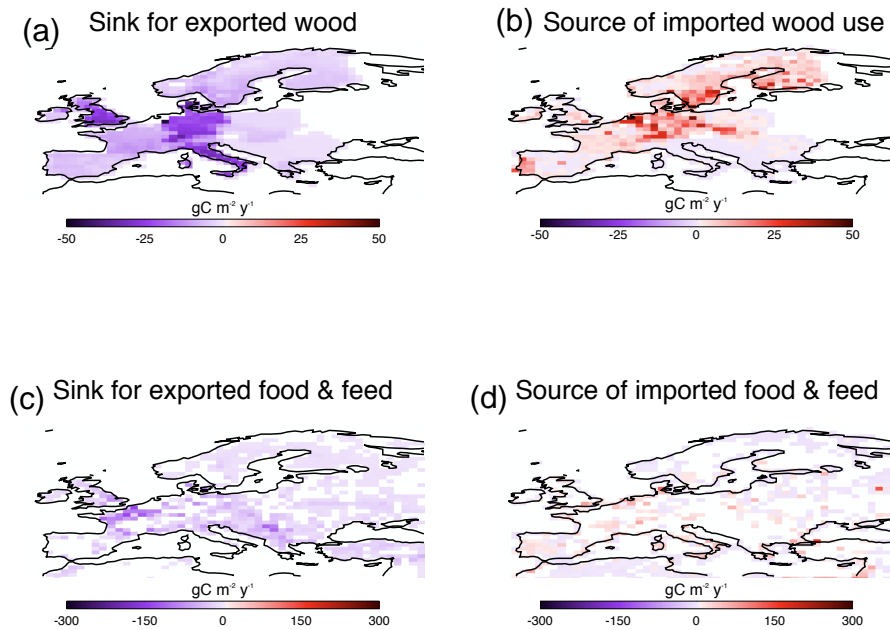 (a) Sink for exported wood
(b) Source of imported wood use
gC m⁻² y⁻¹
-50 -25 0 25 50
gC m⁻² y⁻¹
-50 -25 0 25 50
(c) Sink for exported food & feed
(d) Source of imported food & feed
gC m⁻² y⁻¹
-300 -150 0 150 300
gC m⁻² y⁻¹
-300 -150 0 150 300